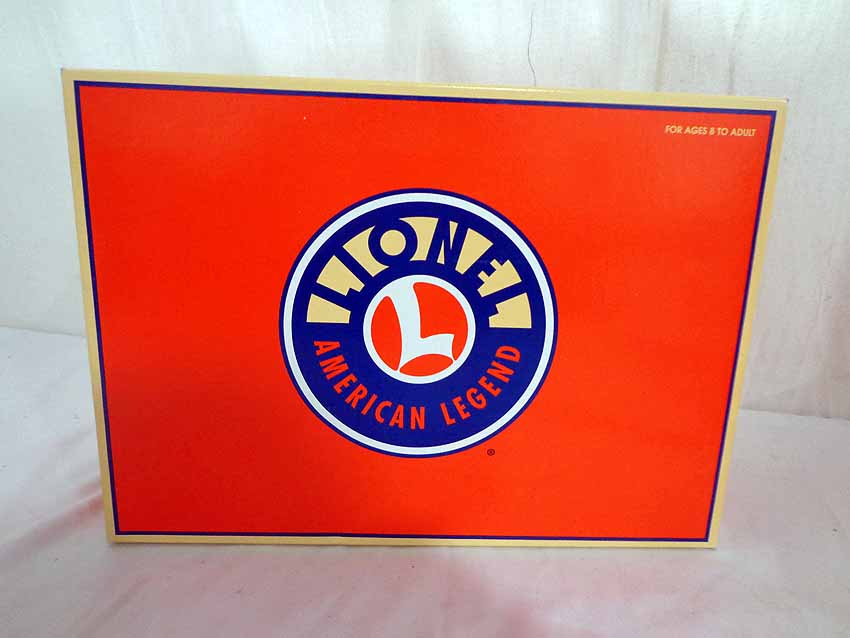 FOR AGES 8 TO ADULT
LIONEL
L
AMERICAN LEGEND
®